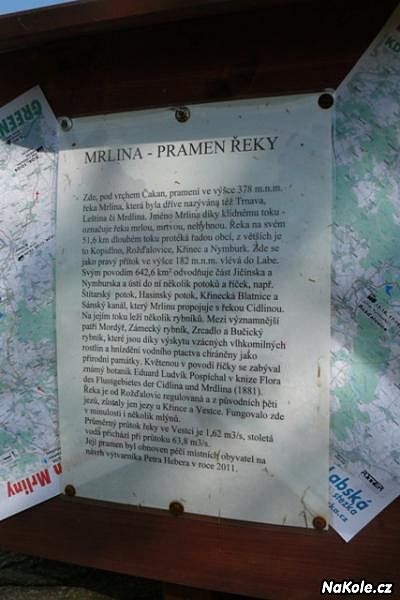 MRLINA - PRAMEN ŘEKY
Zde, pod vrchem Čakan, pramení ve výšce 378 m.n.m.
řeka Mrlina, která byla dříve nazývána též Trnava,
Leština či Mrdlina. Jméno Mrlina díky klidnému toku -
označuje řeku mrlou, mrtvou, nehybnou. Řeka na svém
51,6 km dlouhém toku protéká řadou obcí, z větších je
to Kopidlno, Rožďalovice, Křinec a Nymburk. Zde se
jako pravý přítok ve výšce 182 m.n.m. vlévá do Labe.
Svým povodím 642,6 km² odvodňuje část Jičínska a
Nymburska a ústí do ní několik potoků a říček, např.
Štítarský potok, Hasinský potok, Křinecká Blatnice a
Sánský kanál, který Mrlinu propojuje s řekou Cidlinou.
Na jejím toku leží několik rybníků. Mezi významnější
patří Mordýř, Zámecký rybník, Zrcadlo a Bučický
rybník, které jsou díky výskytu vzácných vlhkomilných
rostlin a hnízdění vodního ptactva chráněny jako
přírodní památky. Květenou v povodí říčky se zabýval
známý botanik Eduard Ludvík Pospíchal v knize Flora
des Flussgebietes der Cidlina und Mrdlina (1881).
Řeka je od Rožďalovic regulovaná a z původních pěti
jezů, zůstaly jen jezy u Křince a Vestce. Fungovalo zde
v minulosti i několik mlýnů.
Průměrný průtok řeky ve Vestci je 1,62 m3/s, stoletá
voda přichází při průtoku 63,8 m3/s.
Její pramen byl obnoven péčí místních obyvatel na
návrh výtvarníka Petra Hebera v roce 2011.
GREEN
n Mrliny
labská
stezka
NaKole.cz